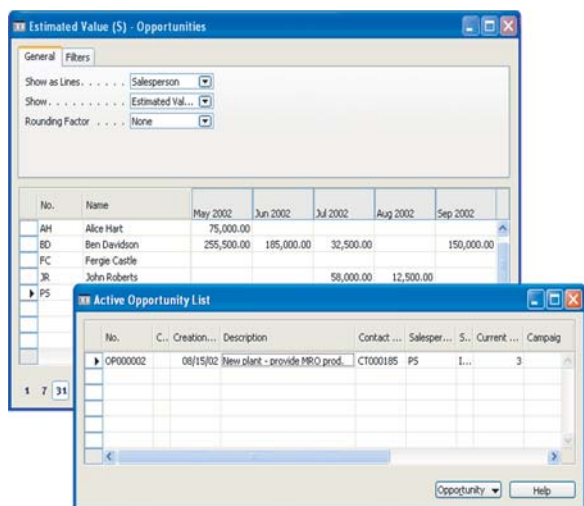 Estimated Value ($) - Opportunities
General Filters
Show as Lines. . . . . . Salesperson
Show. . . . . . . . . . Estimated Val...
Rounding Factor . . . . None
No. Name May 2002 Jun 2002 Jul 2002 Aug 2002 Sep 2002
AH Alice Hart 75,000.00
BD Ben Davidson 255,500.00 185,000.00 32,500.00 150,000.00
FC Fergie Castle
JR John Roberts 58,000.00 12,500.00
PS
1 7 31
Active Opportunity List
No. C.. Creation... Description Contact ... Salesper... S.. Current ... Campaig
OP000002 08/15/02 New plant - provide MRO prod. CT000185 PS I... 3
Opportunity Help